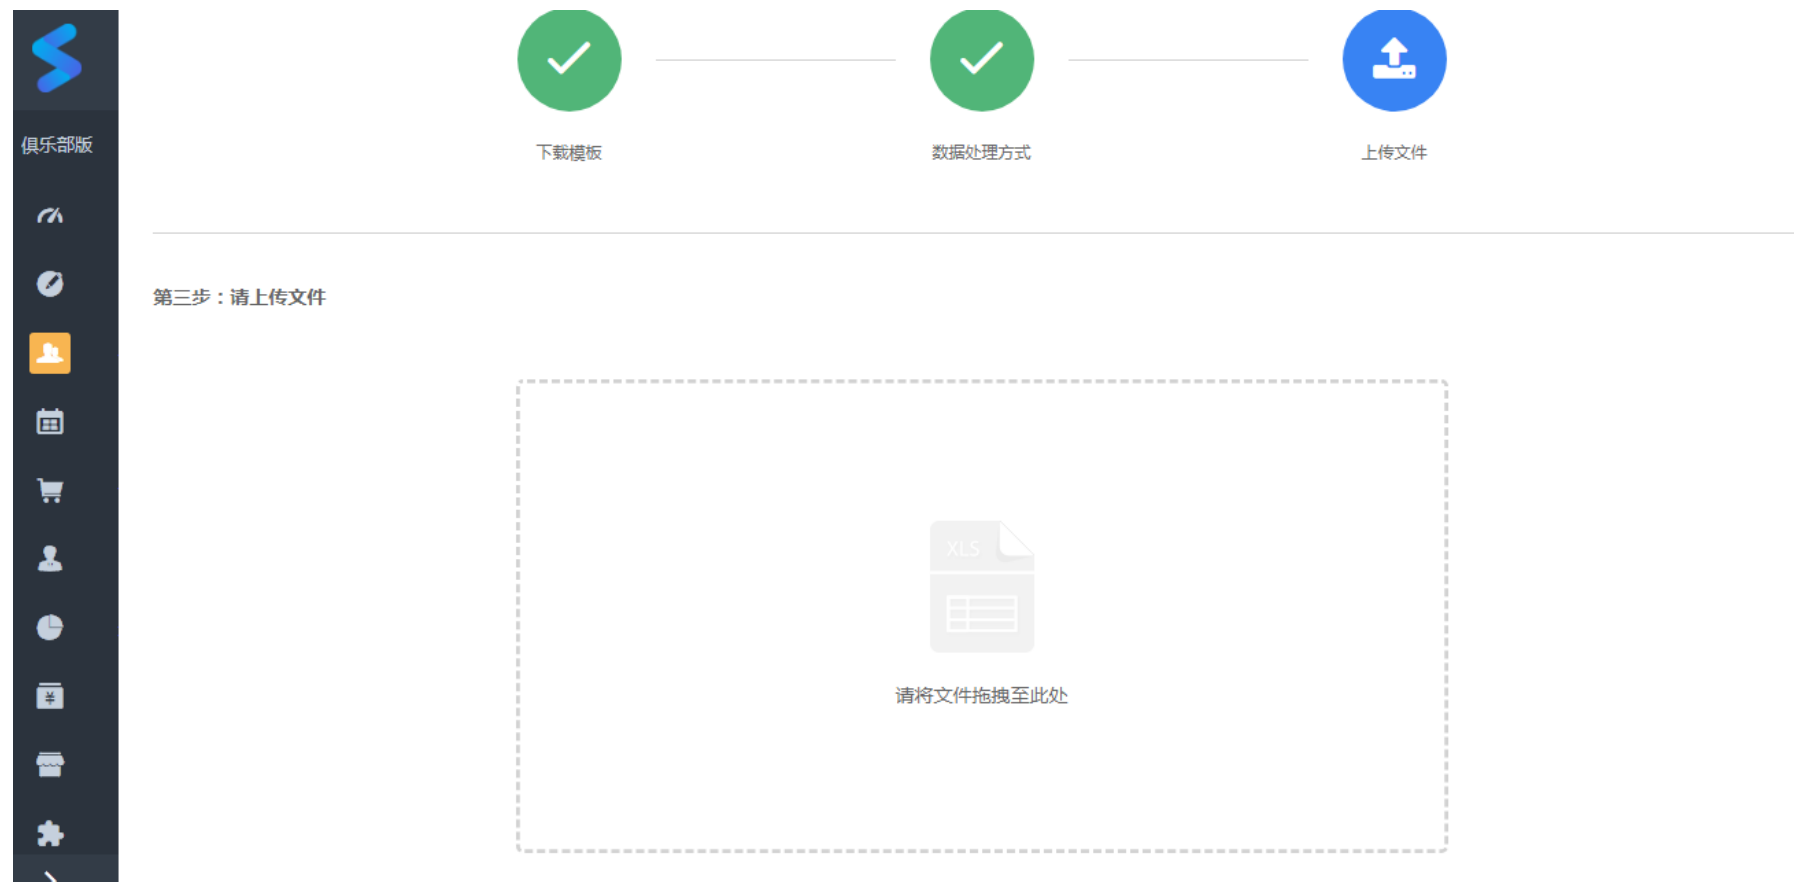 俱乐部版
下载模板
数据处理方式
上传文件
第三步：请上传文件
XLS
请将文件拖拽至此处